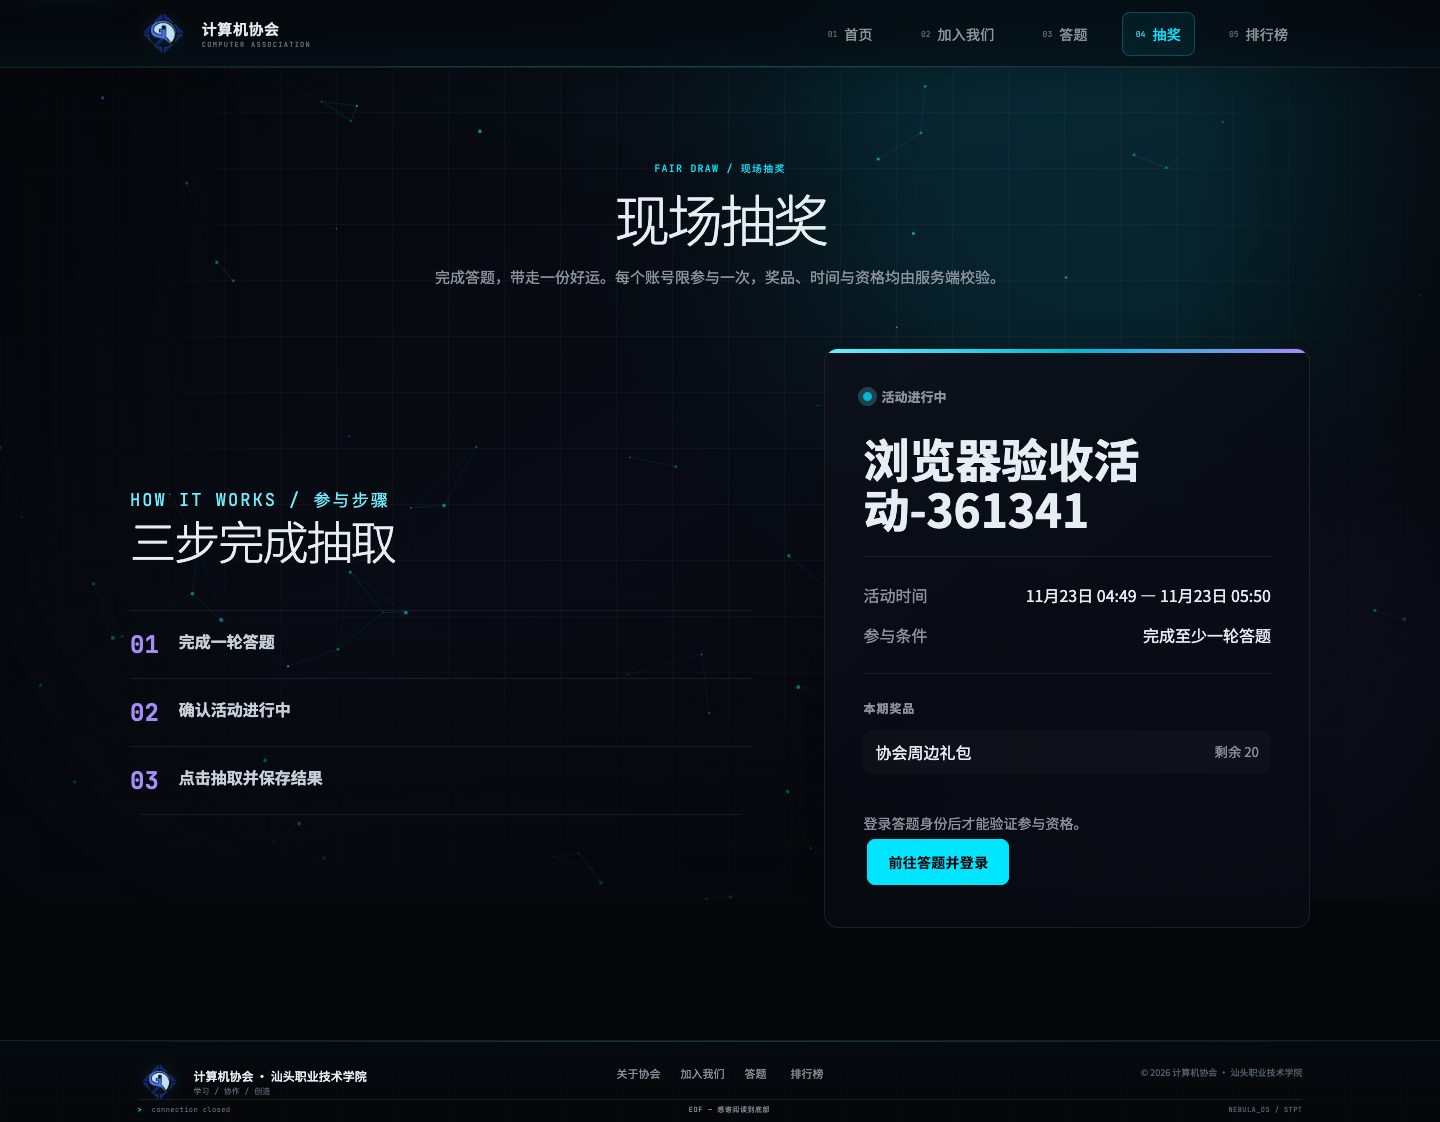 计算机协会
COMPUTER ASSOCIATION
01 首页
02 加入我们
03 答题
04 抽奖
05 排行榜
FAIR DRAW / 现场抽奖
现场抽奖
完成答题，带走一份好运。每个账号限参与一次，奖品、时间与资格均由服务端校验。
HOW IT WORKS / 参与步骤
三步完成抽取
01 完成一轮答题
02 确认活动进行中
03 点击抽取并保存结果
活动进行中
浏览器验收活
动-361341
活动时间 11月23日 04:49 — 11月23日 05:50
参与条件 完成至少一轮答题
本期奖品
协会周边礼包 剩余 20
登录答题身份后才能验证参与资格。
前往答题并登录
计算机协会 · 汕头职业技术学院
学习 / 协作 / 创造
关于协会 加入我们 答题 排行榜
© 2026 计算机协会 · 汕头职业技术学院
> connection closed
EOF — 感谢阅读到底部
NEBULA_OS / STPT